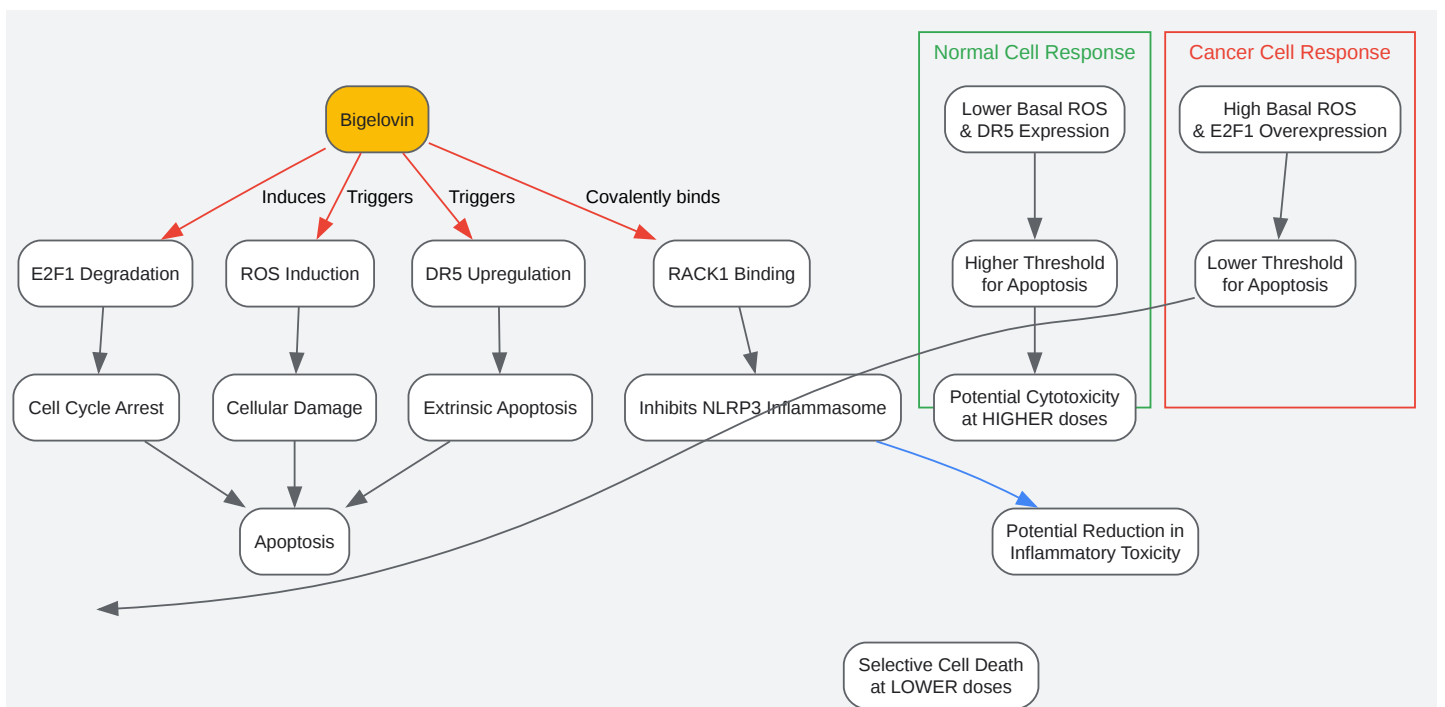 Normal Cell Response
Cancer Cell Response
Bigelovin
Lower Basal ROS
& DR5 Expression
High Basal ROS
& E2F1 Overexpression
Induces
Triggers
Triggers
Covalently binds
E2F1 Degradation
ROS Induction
DR5 Upregulation
RACK1 Binding
Higher Threshold
for Apoptosis
Lower Threshold
for Apoptosis
Cell Cycle Arrest
Cellular Damage
Extrinsic Apoptosis
Inhibits NLRP3 Inflammasome
Potential Cytotoxicity
at HIGHER doses
Apoptosis
Potential Reduction in
Inflammatory Toxicity
Selective Cell Death
at LOWER doses